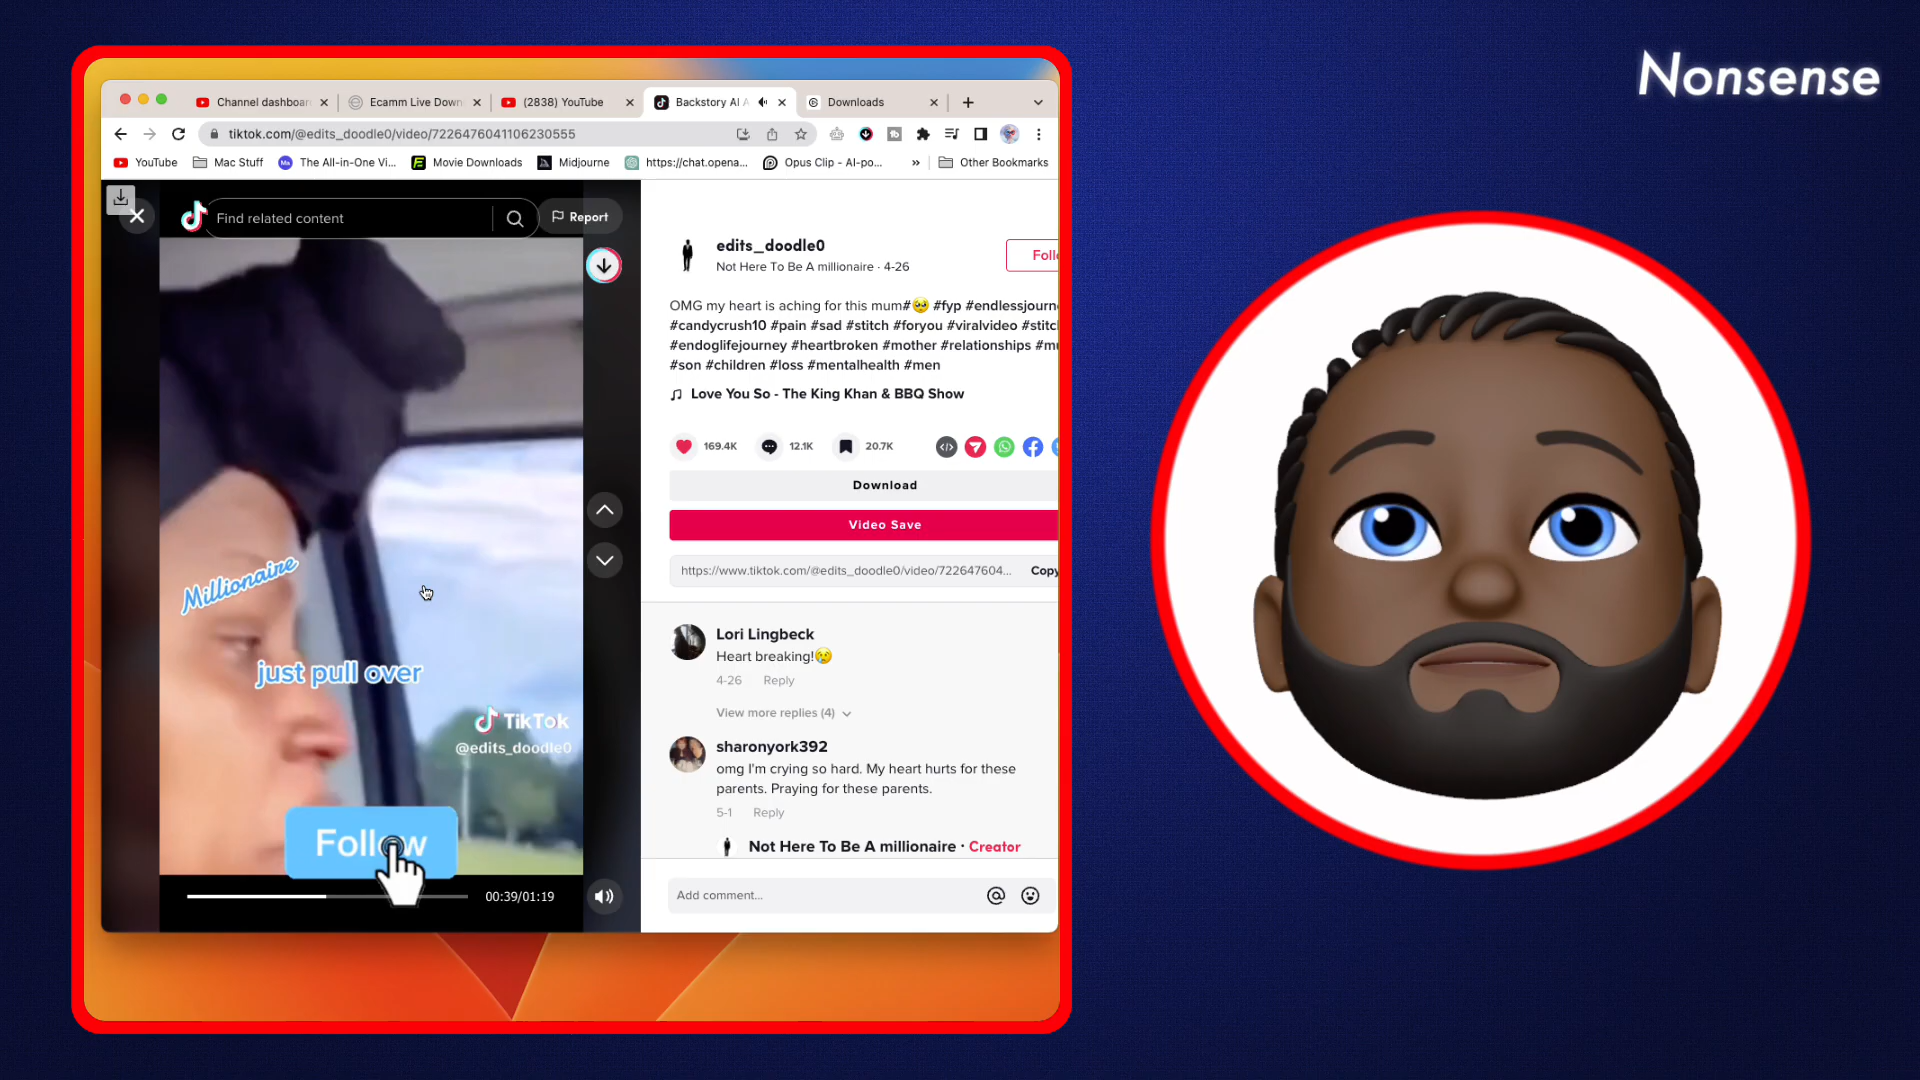 Nonsense
Channel dashboar
Ecamm Live Down
(2838) YouTube
Backstory AI A
Downloads
tiktok.com/@edits_doodle0/video/7226476041106230555
YouTube
Mac Stuff
The All-in-One Vi...
Movie Downloads
Midjourne
https://chat.opena...
Opus Clip - AI-po...
»
Other Bookmarks
Find related content
Report
edits_doodle0
Not Here To Be A millionaire · 4-26
Foll
OMG my heart is aching for this mum#🥺 #fyp #endlessjourn
#candycrush10 #pain #sad #stitch #foryou #viralvideo #stitc
#endoglifejourney #heartbroken #mother #relationships #mu
#son #children #loss #mentalhealth #men
Love You So - The King Khan & BBQ Show
169.4K
12.1K
20.7K
Download
Video Save
https://www.tiktok.com/@edits_doodle0/video/722647604...
Copy
Millionaire
just pull over
TikTok
@edits_doodle0
Follow
00:39/01:19
Lori Lingbeck
Heart breaking!😢
4-26 Reply
View more replies (4)
sharonyork392
omg I'm crying so hard. My heart hurts for these
parents. Praying for these parents.
5-1 Reply
Not Here To Be A millionaire · Creator
Add comment...